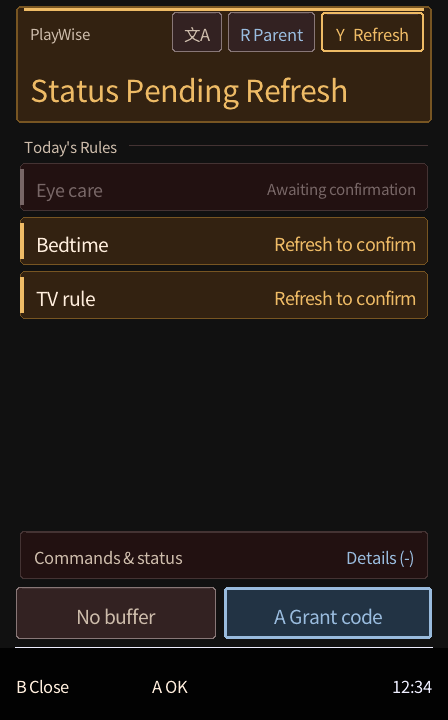 PlayWise 文A R Parent Y Refresh
Status Pending Refresh
Today's Rules
Eye care Awaiting confirmation
Bedtime Refresh to confirm
TV rule Refresh to confirm
Commands & status Details (-)
No buffer A Grant code
B Close A OK 12:34